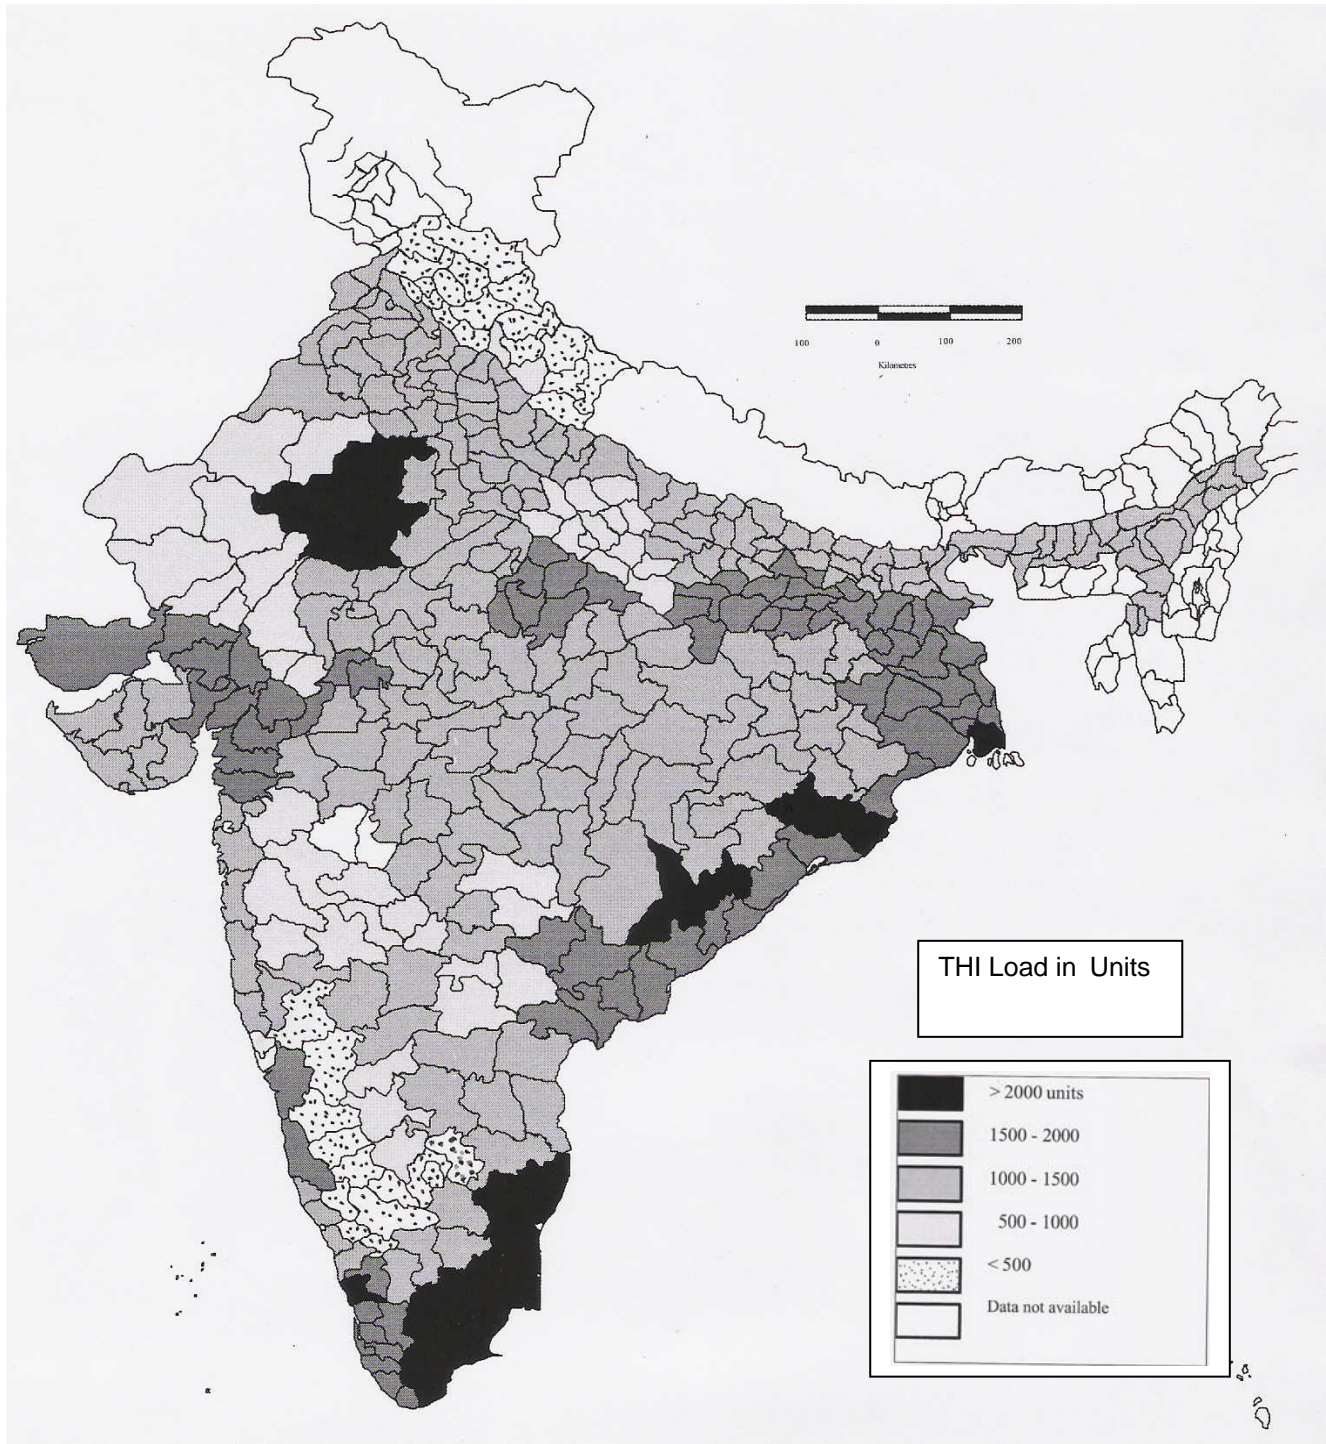 100 0 100 200
Kilometres
THI Load in Units
> 2000 units
1500 - 2000
1000 - 1500
500 - 1000
< 500
Data not available